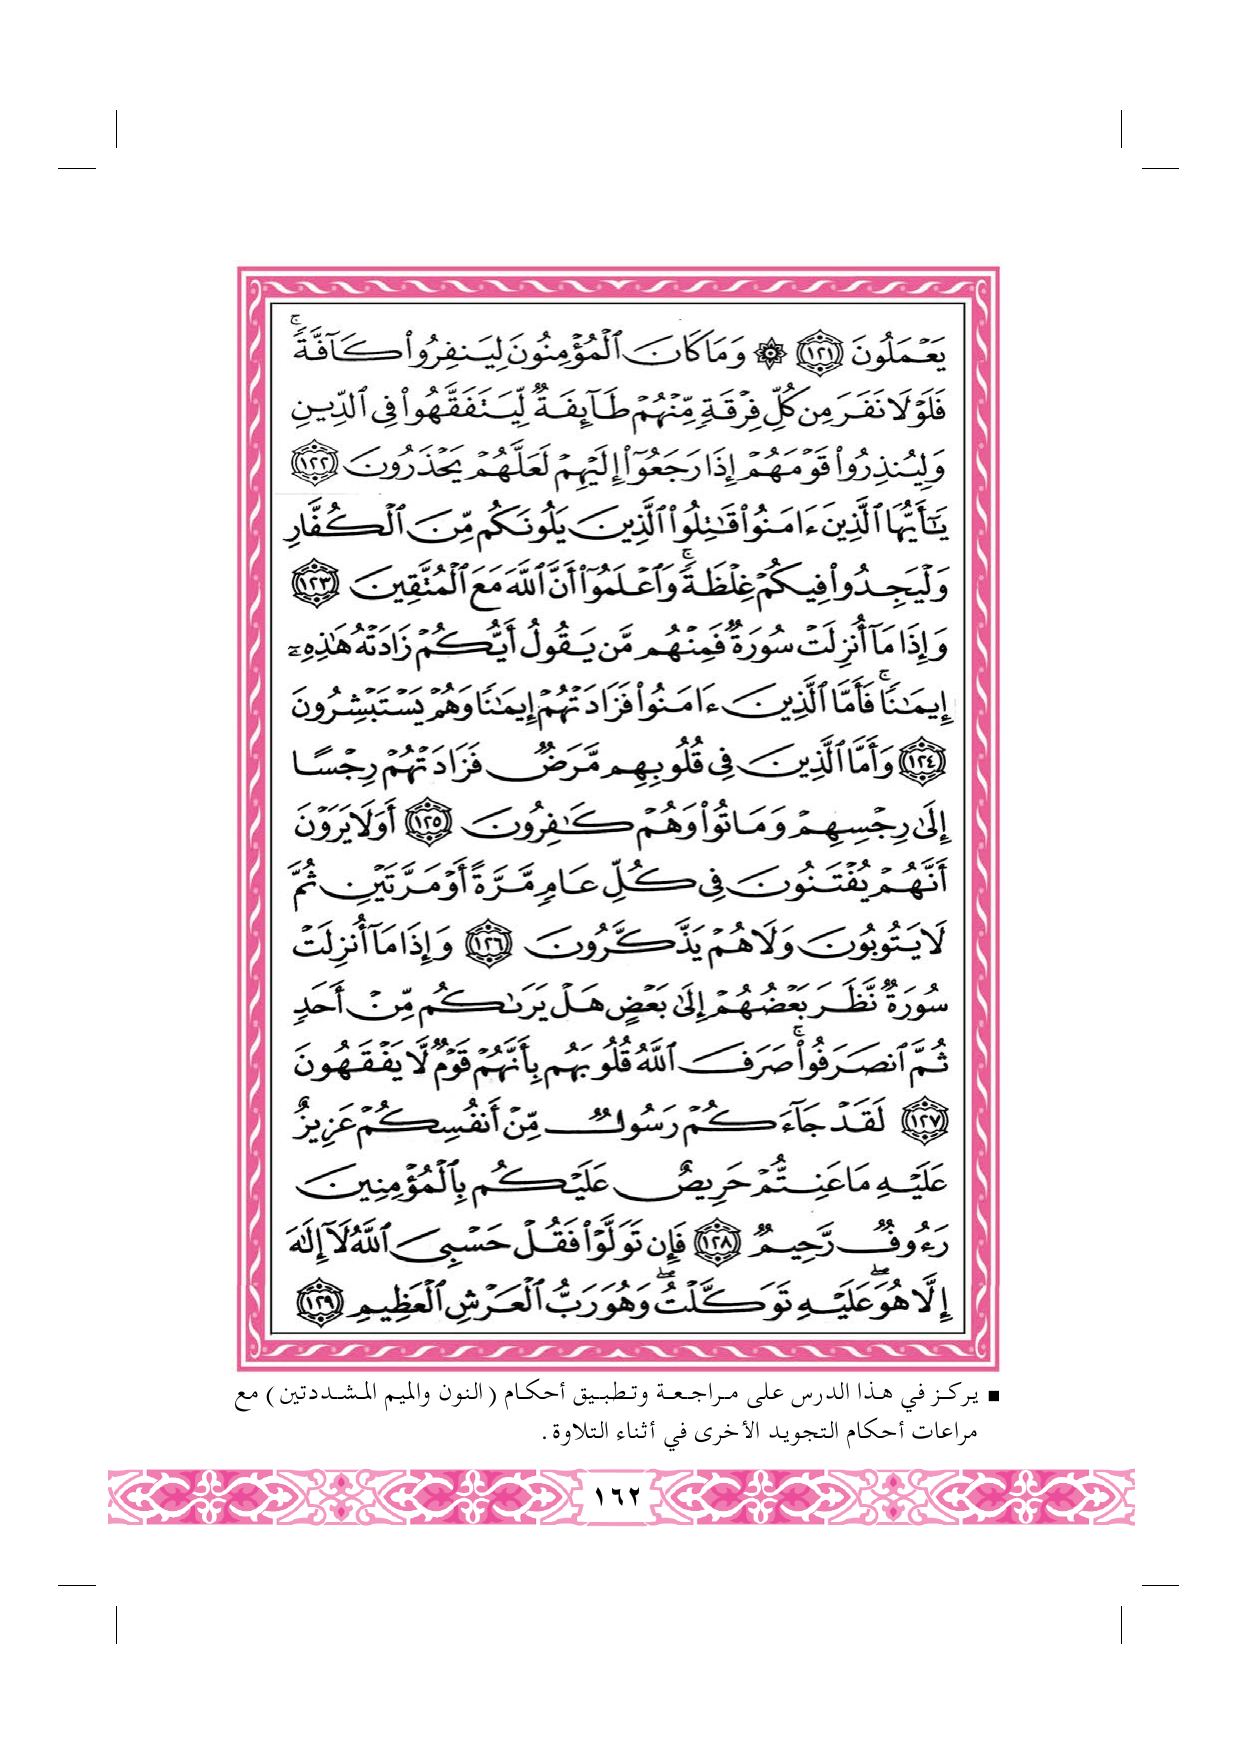 يَعْمَلُونَ ﴿١٢١﴾ ۞ وَمَا كَانَ ٱلْمُؤْمِنُونَ لِيَنفِرُوا۟ كَآفَّةً ۚ
فَلَوْلَا نَفَرَ مِن كُلِّ فِرْقَةٍ مِّنْهُمْ طَآئِفَةٌ لِّيَتَفَقَّهُوا۟ فِى ٱلدِّينِ
وَلِيُنذِرُوا۟ قَوْمَهُمْ إِذَا رَجَعُوٓا۟ إِلَيْهِمْ لَعَلَّهُمْ يَحْذَرُونَ ﴿١٢٢﴾
يَـٰٓأَيُّهَا ٱلَّذِينَ ءَامَنُوا۟ قَـٰتِلُوا۟ ٱلَّذِينَ يَلُونَكُم مِّنَ ٱلْكُفَّارِ
وَلْيَجِدُوا۟ فِيكُمْ غِلْظَةً ۚ وَٱعْلَمُوٓا۟ أَنَّ ٱللَّهَ مَعَ ٱلْمُتَّقِينَ ﴿١٢٣﴾
وَإِذَا مَآ أُنزِلَتْ سُورَةٌ فَمِنْهُم مَّن يَقُولُ أَيُّكُمْ زَادَتْهُ هَـٰذِهِۦٓ
إِيمَـٰنًا ۚ فَأَمَّا ٱلَّذِينَ ءَامَنُوا۟ فَزَادَتْهُمْ إِيمَـٰنًا وَهُمْ يَسْتَبْشِرُونَ
﴿١٢٤﴾ وَأَمَّا ٱلَّذِينَ فِى قُلُوبِهِم مَّرَضٌ فَزَادَتْهُمْ رِجْسًا
إِلَىٰ رِجْسِهِمْ وَمَاتُوا۟ وَهُمْ كَـٰفِرُونَ ﴿١٢٥﴾ أَوَلَا يَرَوْنَ
أَنَّهُمْ يُفْتَنُونَ فِى كُلِّ عَامٍ مَّرَّةً أَوْ مَرَّتَيْنِ ثُمَّ
لَا يَتُوبُونَ وَلَا هُمْ يَذَّكَّرُونَ ﴿١٢٦﴾ وَإِذَا مَآ أُنزِلَتْ
سُورَةٌ نَّظَرَ بَعْضُهُمْ إِلَىٰ بَعْضٍ هَلْ يَرَىٰكُم مِّنْ أَحَدٍ
ثُمَّ ٱنصَرَفُوا۟ ۚ صَرَفَ ٱللَّهُ قُلُوبَهُم بِأَنَّهُمْ قَوْمٌ لَّا يَفْقَهُونَ
﴿١٢٧﴾ لَقَدْ جَآءَكُمْ رَسُولٌ مِّنْ أَنفُسِكُمْ عَزِيزٌ
عَلَيْهِ مَا عَنِتُّمْ حَرِيصٌ عَلَيْكُم بِٱلْمُؤْمِنِينَ
رَءُوفٌ رَّحِيمٌ ﴿١٢٨﴾ فَإِن تَوَلَّوْا۟ فَقُلْ حَسْبِىَ ٱللَّهُ لَآ إِلَـٰهَ
إِلَّا هُوَ ۖ عَلَيْهِ تَوَكَّلْتُ ۖ وَهُوَ رَبُّ ٱلْعَرْشِ ٱلْعَظِيمِ ﴿١٢٩﴾
■ يركز في هذا الدرس على مراجعة وتطبيق أحكام (النون والميم المشددتين) مع
مراعات أحكام التجويد الأخرى في أثناء التلاوة.
١٦٢